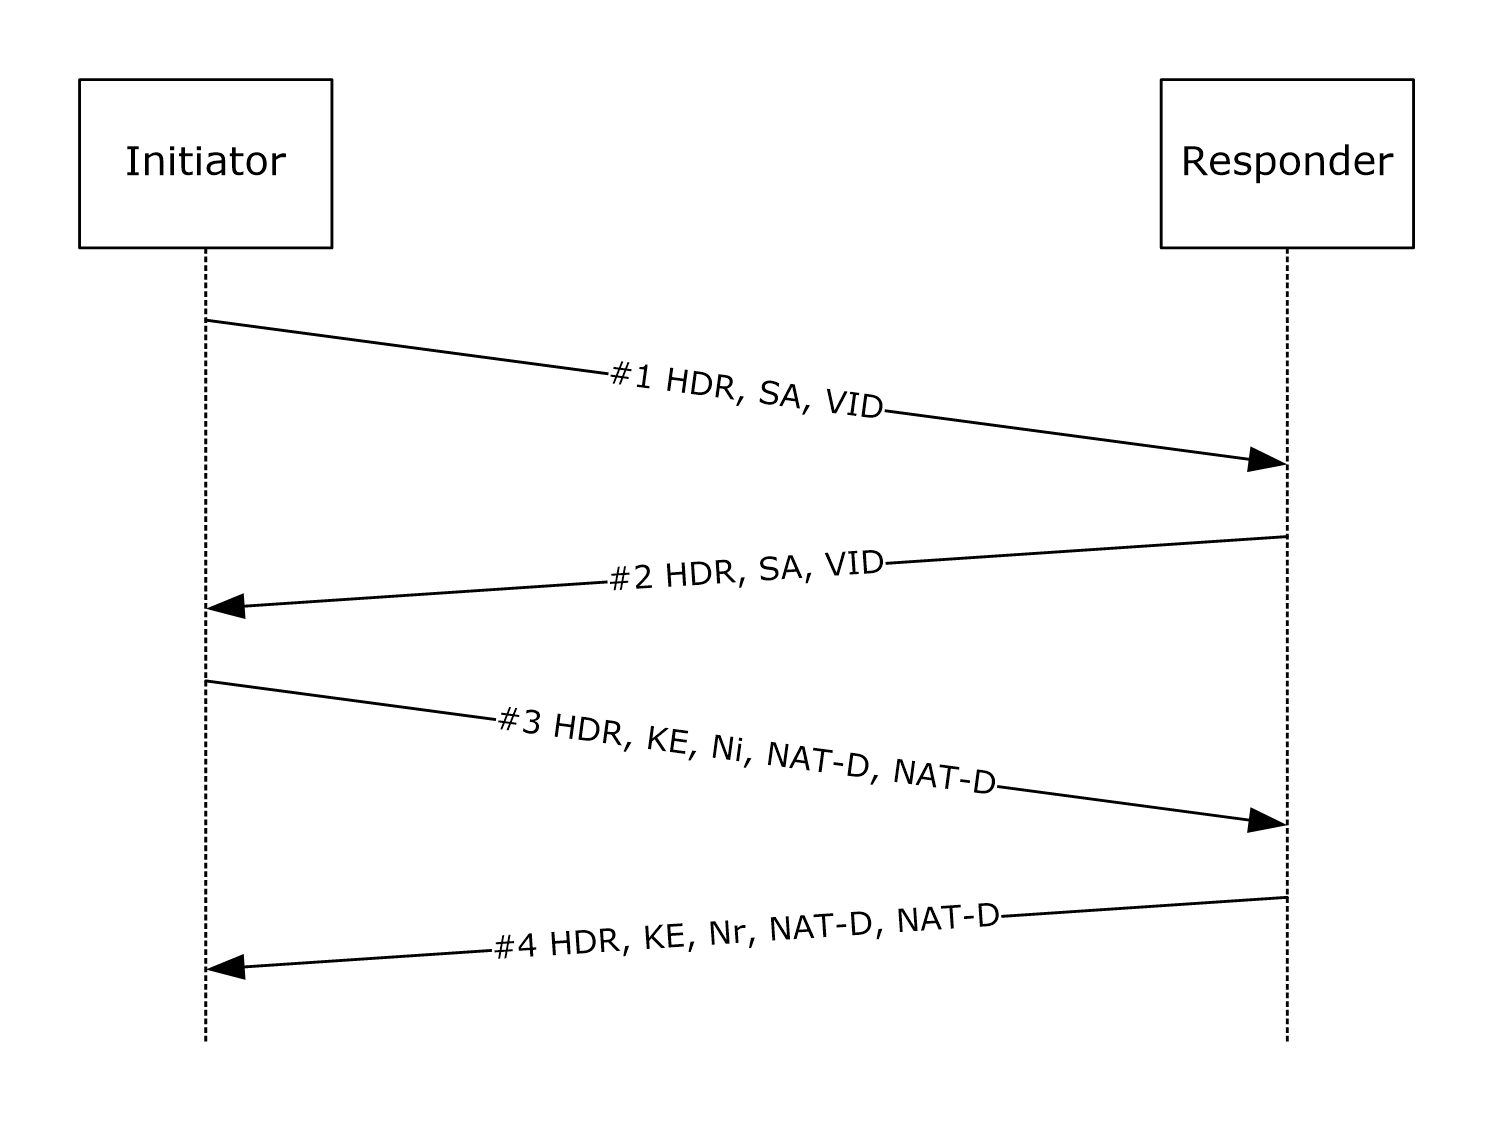 Initiator
Responder
#1 HDR, SA, VID
#2 HDR, SA, VID
#3 HDR, KE, Ni, NAT-D, NAT-D
#4 HDR, KE, Nr, NAT-D, NAT-D